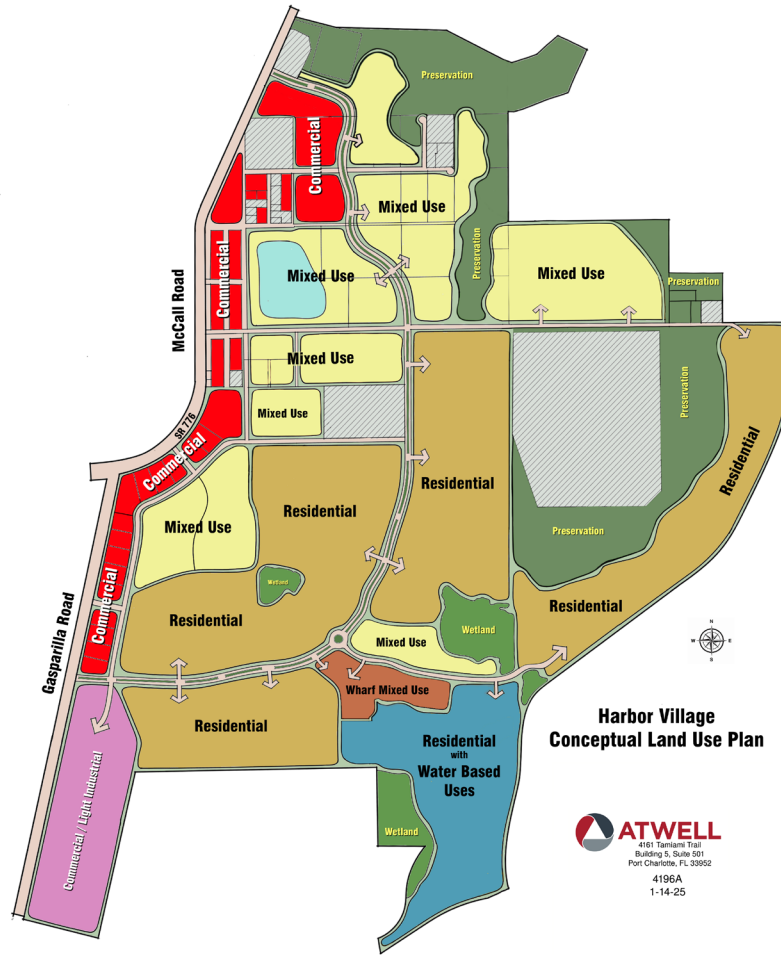 Preservation
Commercial
Mixed Use
Preservation
Mixed Use
Commercial
Mixed Use
Preservation
McCall Road
Mixed Use
Preservation
Mixed Use
SR 776
Commercial
Residential
Residential
Residential
Mixed Use
Preservation
Wetland
Commercial
Residential
Residential
Gasparilla Road
Wetland
Mixed Use
N
W
E
S
Wharf Mixed Use
Residential
Residential
with
Water Based
Uses
Harbor Village
Conceptual Land Use Plan
Commercial / Light Industrial
Wetland
ATWELL
4161 Tamiami Trail
Building 5, Suite 501
Port Charlotte, FL 33952
4196A
1-14-25